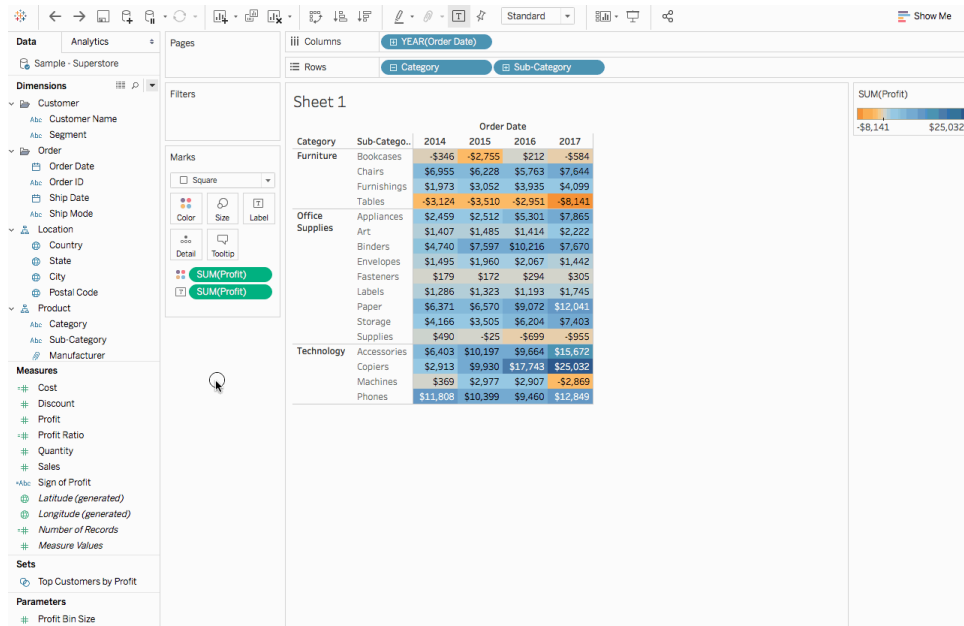 Standard
Show Me
Data Analytics
Sample - Superstore
Dimensions
Customer
Abc Customer Name
Abc Segment
Order
Order Date
Abc Order ID
Ship Date
Abc Ship Mode
Location
Country
State
City
Postal Code
Product
Abc Category
Abc Sub-Category
Manufacturer
Measures
=# Cost
# Discount
# Profit
=# Profit Ratio
# Quantity
# Sales
=Abc Sign of Profit
Latitude (generated)
Longitude (generated)
=# Number of Records
# Measure Values
Sets
Top Customers by Profit
Parameters
# Profit Bin Size
Pages
Filters
Marks
Square
Color Size Label
Detail Tooltip
SUM(Profit)
T SUM(Profit)
iii Columns YEAR(Order Date)
Rows Category Sub-Category
Sheet 1
Order Date
Category Sub-Catego.. 2014 2015 2016 2017
Furniture Bookcases -$346 -$2,755 $212 -$584
Chairs $6,955 $6,228 $5,763 $7,644
Furnishings $1,973 $3,052 $3,935 $4,099
Tables -$3,124 -$3,510 -$2,951 -$8,141
Office Supplies Appliances $2,459 $2,512 $5,301 $7,865
Art $1,407 $1,485 $1,414 $2,222
Binders $4,740 $7,597 $10,216 $7,670
Envelopes $1,495 $1,960 $2,067 $1,442
Fasteners $179 $172 $294 $305
Labels $1,286 $1,323 $1,193 $1,745
Paper $6,371 $6,570 $9,072 $12,041
Storage $4,166 $3,505 $6,204 $7,403
Supplies $490 -$25 -$699 -$955
Technology Accessories $6,403 $10,197 $9,664 $15,672
Copiers $2,913 $9,930 $17,743 $25,032
Machines $369 $2,977 $2,907 -$2,869
Phones $11,808 $10,399 $9,460 $12,849
SUM(Profit)
-$8,141 $25,032